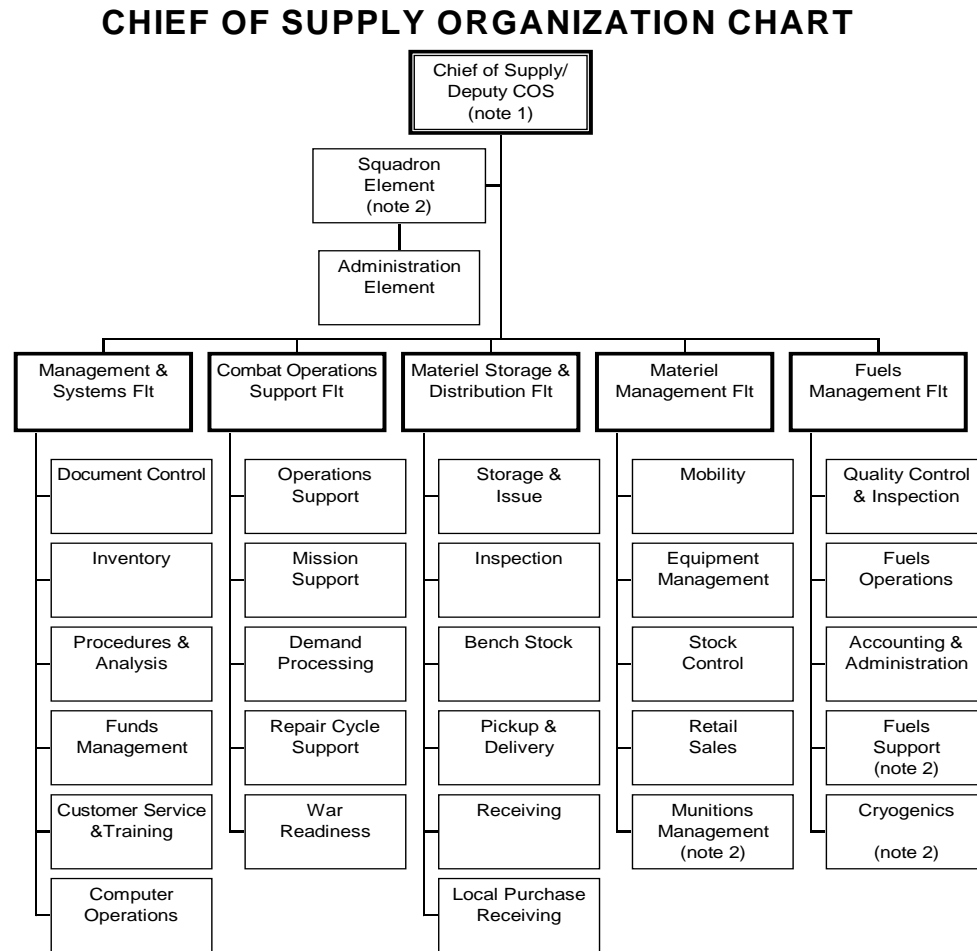 CHIEF OF SUPPLY ORGANIZATION CHART
Chief of Supply/
Deputy COS
(note 1)
Squadron
Element
(note 2)
Administration
Element
Management &
Systems Flt
Combat Operations
Support Flt
Materiel Storage &
Distribution Flt
Materiel
Management Flt
Fuels
Management Flt
Document Control
Inventory
Procedures &
Analysis
Funds
Management
Customer Service
&Training
Computer
Operations
Operations
Support
Mission
Support
Demand
Processing
Repair Cycle
Support
War
Readiness
Storage &
Issue
Inspection
Bench Stock
Pickup &
Delivery
Receiving
Local Purchase
Receiving
Mobility
Equipment
Management
Stock
Control
Retail
Sales
Munitions
Management
(note 2)
Quality Control
& Inspection
Fuels
Operations
Accounting &
Administration
Fuels
Support
(note 2)
Cryogenics
(note 2)